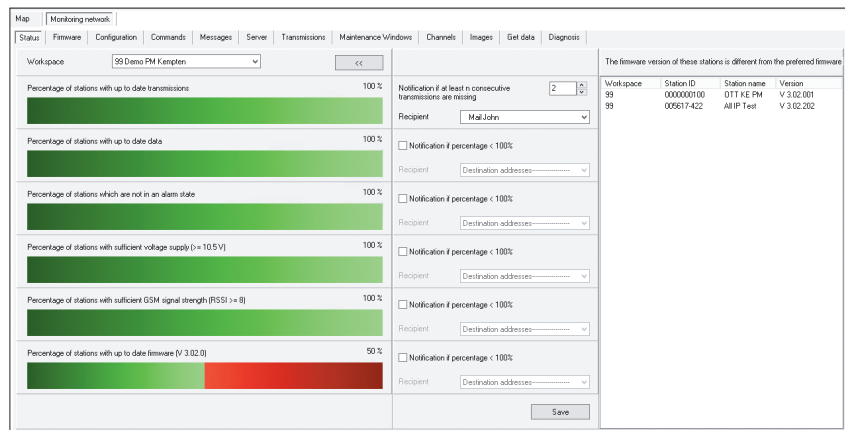 Map Monitoring network
Status Firmware Configuration Commands Messages Server Transmissions Maintenance Windows Channels Images Get data Diagnosis
Workspace 99 Demo PM Kempten <<
The firmware version of these stations is different from the preferred firmware
Percentage of stations with up to date transmissions 100 %
Notification if at least n consecutive
transmissions are missing 2
Recipient Mail John
Percentage of stations with up to date data 100 %
Notification if percentage < 100%
Recipient Destination addresses-----------------
Percentage of stations which are not in an alarm state 100 %
Notification if percentage < 100%
Recipient Destination addresses-----------------
Percentage of stations with sufficient voltage supply (>= 10.5 V) 100 %
Notification if percentage < 100%
Recipient Destination addresses-----------------
Percentage of stations with sufficient GSM signal strength (RSSI >= 8) 100 %
Notification if percentage < 100%
Recipient Destination addresses-----------------
Percentage of stations with up to date firmware (V 3.02.0) 50 %
Notification if percentage < 100%
Recipient Destination addresses-----------------
Save
Workspace Station ID Station name Version
99 0000000100 OTT KE PM V 3.02.001
99 005617-422 All IP Test V 3.02.202